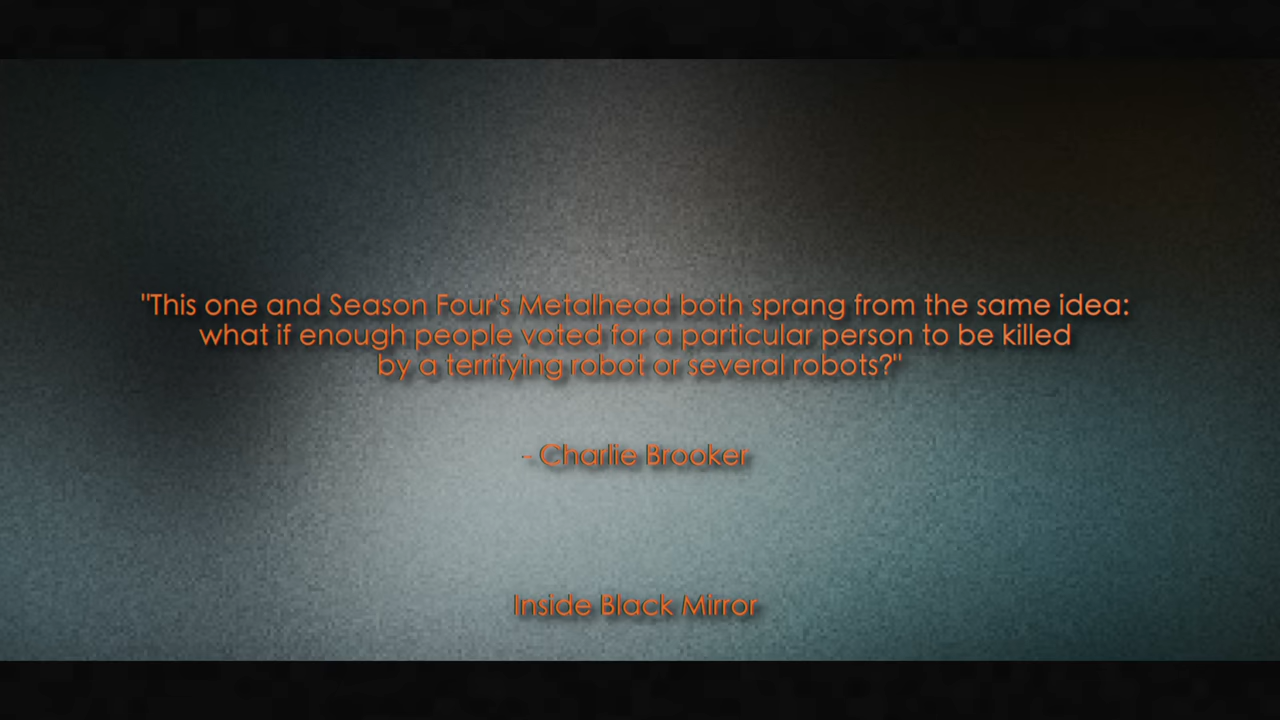 "This one and Season Four's Metalhead both sprang from the same idea:
what if enough people voted for a particular person to be killed
by a terrifying robot or several robots?"
- Charlie Brooker
Inside Black Mirror